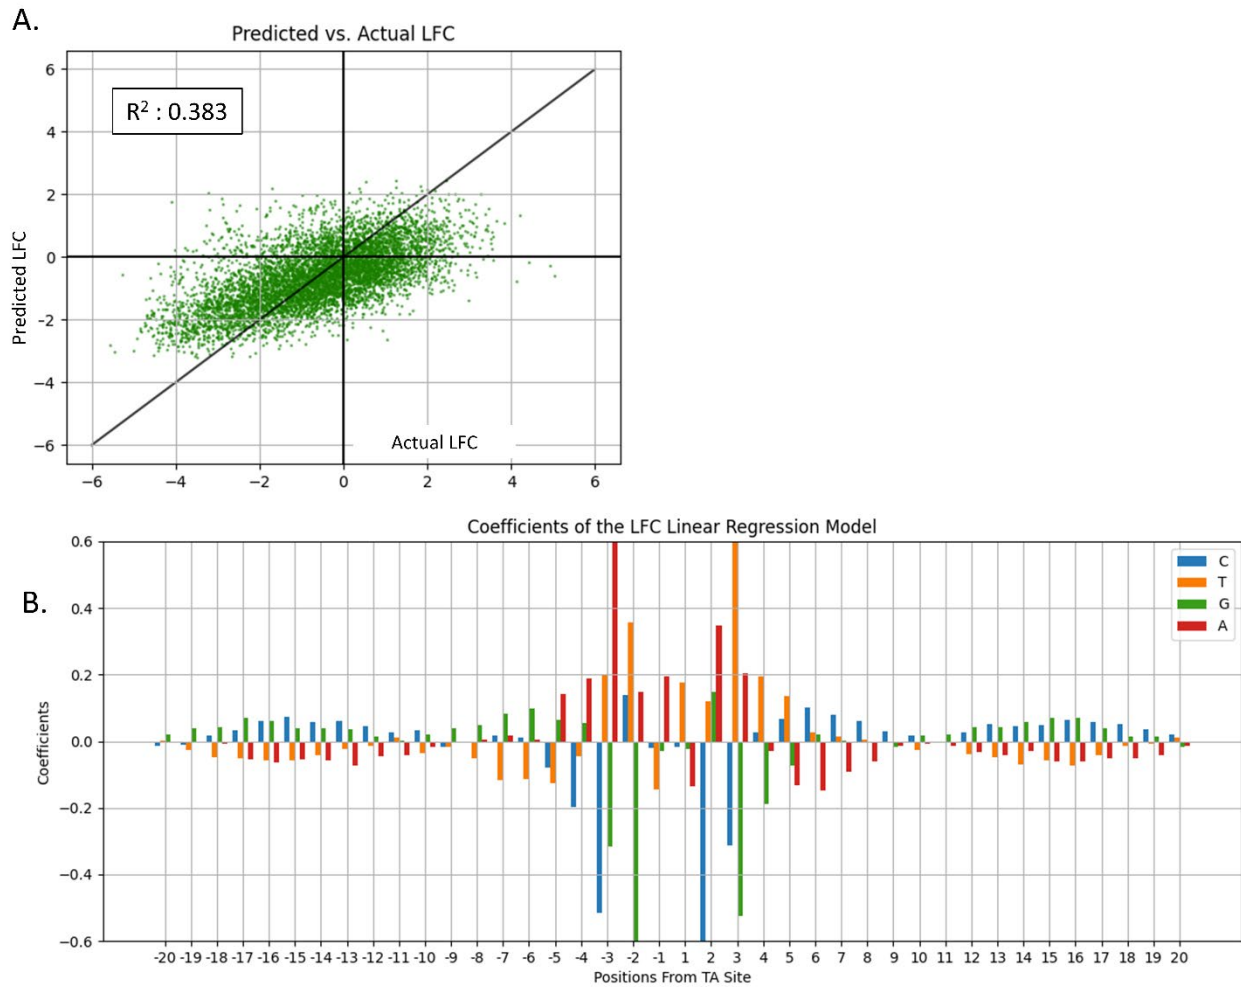 A.
Predicted vs. Actual LFC
R² : 0.383
6
4
2
0
−2
−4
−6
Predicted LFC
Actual LFC
−6 −4 −2 0 2 4 6
B.
Coefficients of the LFC Linear Regression Model
C
T
G
A
0.6
0.4
0.2
0.0
−0.2
−0.4
−0.6
Coefficients
-20 -19 -18 -17 -16 -15 -14 -13 -12 -11 -10 -9 -8 -7 -6 -5 -4 -3 -2 -1 1 2 3 4 5 6 7 8 9 10 11 12 13 14 15 16 17 18 19 20
Positions From TA Site